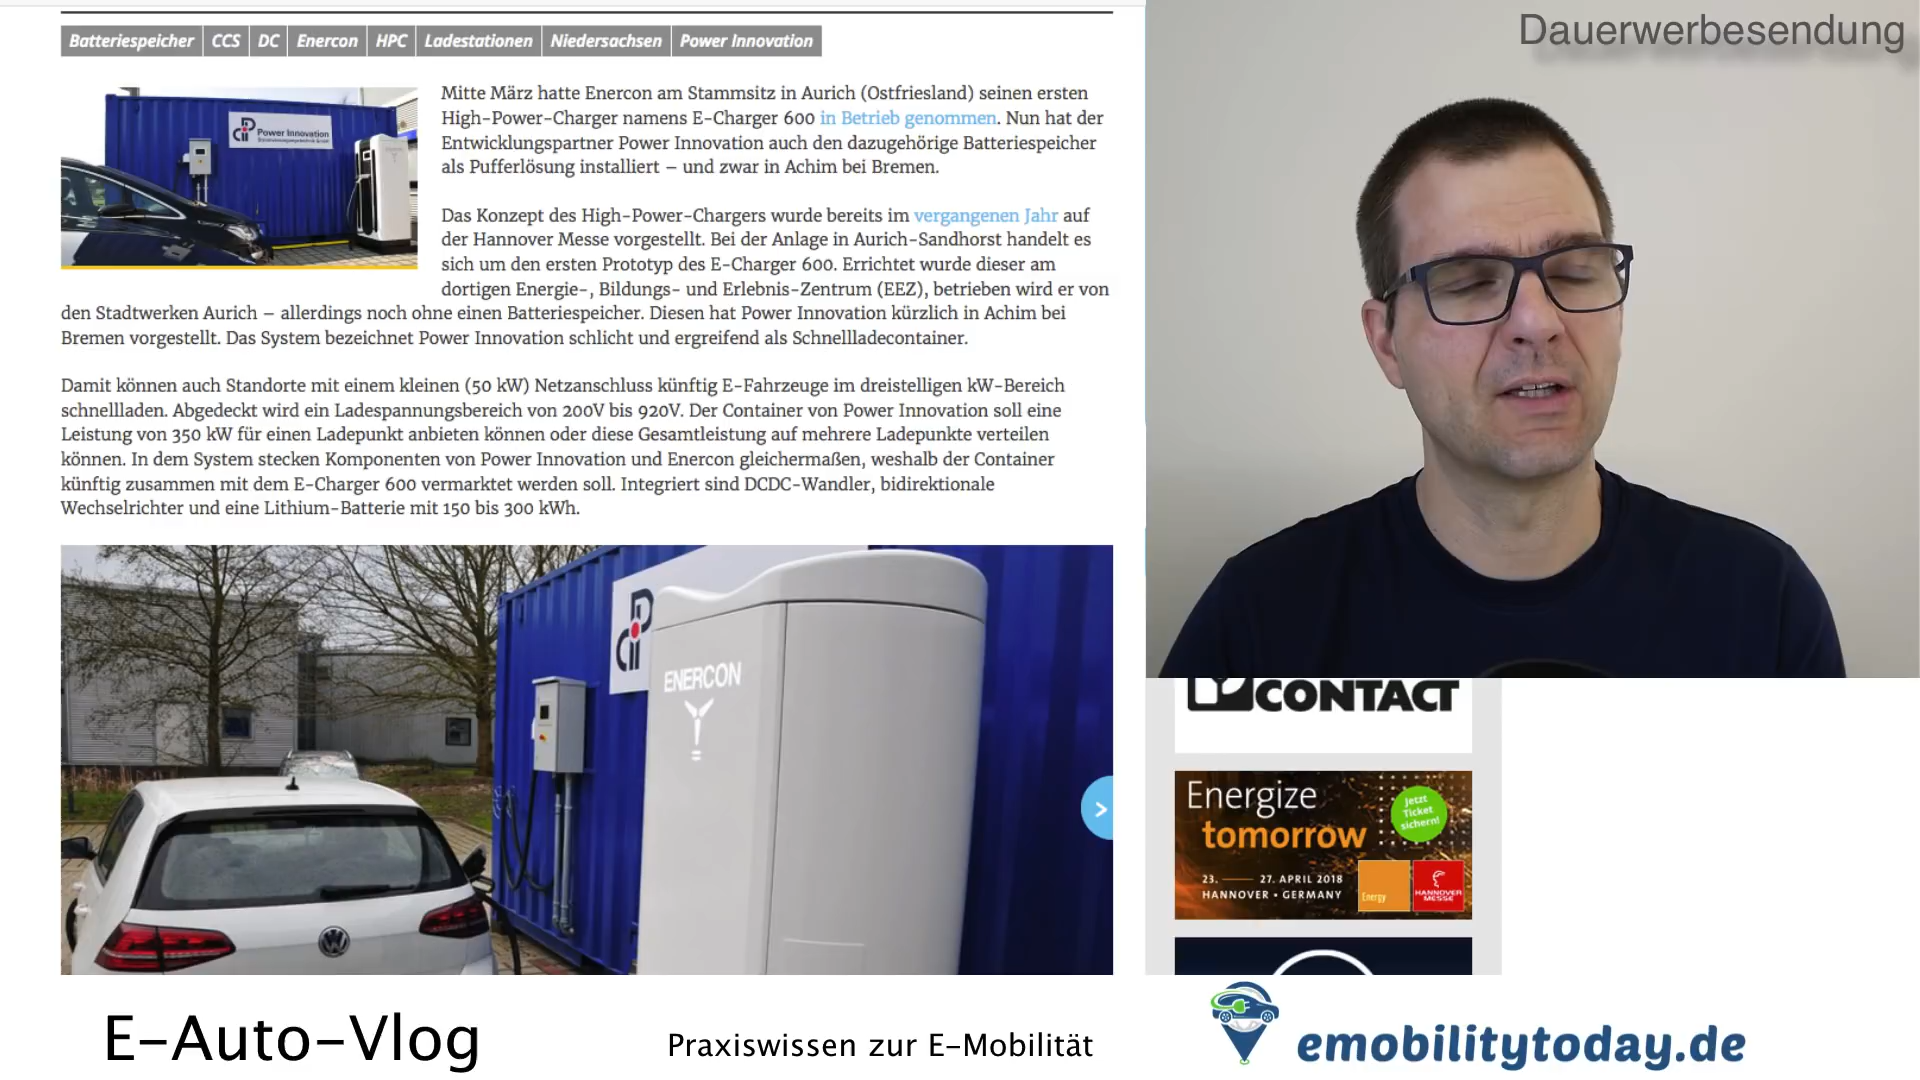 Dauerwerbesendung
Batteriespeicher CCS DC Enercon HPC Ladestationen Niedersachsen Power Innovation
Power Innovation
Mitte März hatte Enercon am Stammsitz in Aurich (Ostfriesland) seinen ersten
High-Power-Charger namens E-Charger 600 in Betrieb genommen. Nun hat der
Entwicklungspartner Power Innovation auch den dazugehörige Batteriespeicher
als Pufferlösung installiert – und zwar in Achim bei Bremen.
Das Konzept des High-Power-Chargers wurde bereits im vergangenen Jahr auf
der Hannover Messe vorgestellt. Bei der Anlage in Aurich-Sandhorst handelt es
sich um den ersten Prototyp des E-Charger 600. Errichtet wurde dieser am
dortigen Energie-, Bildungs- und Erlebnis-Zentrum (EEZ), betrieben wird er von
den Stadtwerken Aurich – allerdings noch ohne einen Batteriespeicher. Diesen hat Power Innovation kürzlich in Achim bei
Bremen vorgestellt. Das System bezeichnet Power Innovation schlicht und ergreifend als Schnellladecontainer.
Damit können auch Standorte mit einem kleinen (50 kW) Netzanschluss künftig E-Fahrzeuge im dreistelligen kW-Bereich
schnellladen. Abgedeckt wird ein Ladespannungsbereich von 200V bis 920V. Der Container von Power Innovation soll eine
Leistung von 350 kW für einen Ladepunkt anbieten können oder diese Gesamtleistung auf mehrere Ladepunkte verteilen
können. In dem System stecken Komponenten von Power Innovation und Enercon gleichermaßen, weshalb der Container
künftig zusammen mit dem E-Charger 600 vermarktet werden soll. Integriert sind DCDC-Wandler, bidirektionale
Wechselrichter und eine Lithium-Batterie mit 150 bis 300 kWh.
ENERCON
CONTACT
Energize
tomorrow
Jetzt
Ticket
sichern!
23. — 27. APRIL 2018
HANNOVER • GERMANY
Energy
HANNOVER
MESSE
E-Auto-Vlog
Praxiswissen zur E-Mobilität
emobilitytoday.de